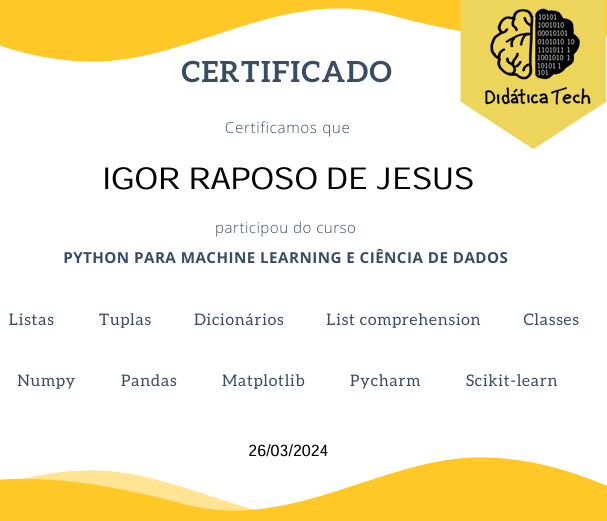 10101
1001010
00010101
0101010 10
1101011 1
1001010 1
10101 1
101
Didática Tech
CERTIFICADO
Certificamos que
IGOR RAPOSO DE JESUS
participou do curso
PYTHON PARA MACHINE LEARNING E CIÊNCIA DE DADOS
Listas Tuplas Dicionários List comprehension Classes
Numpy Pandas Matplotlib Pycharm Scikit-learn
26/03/2024